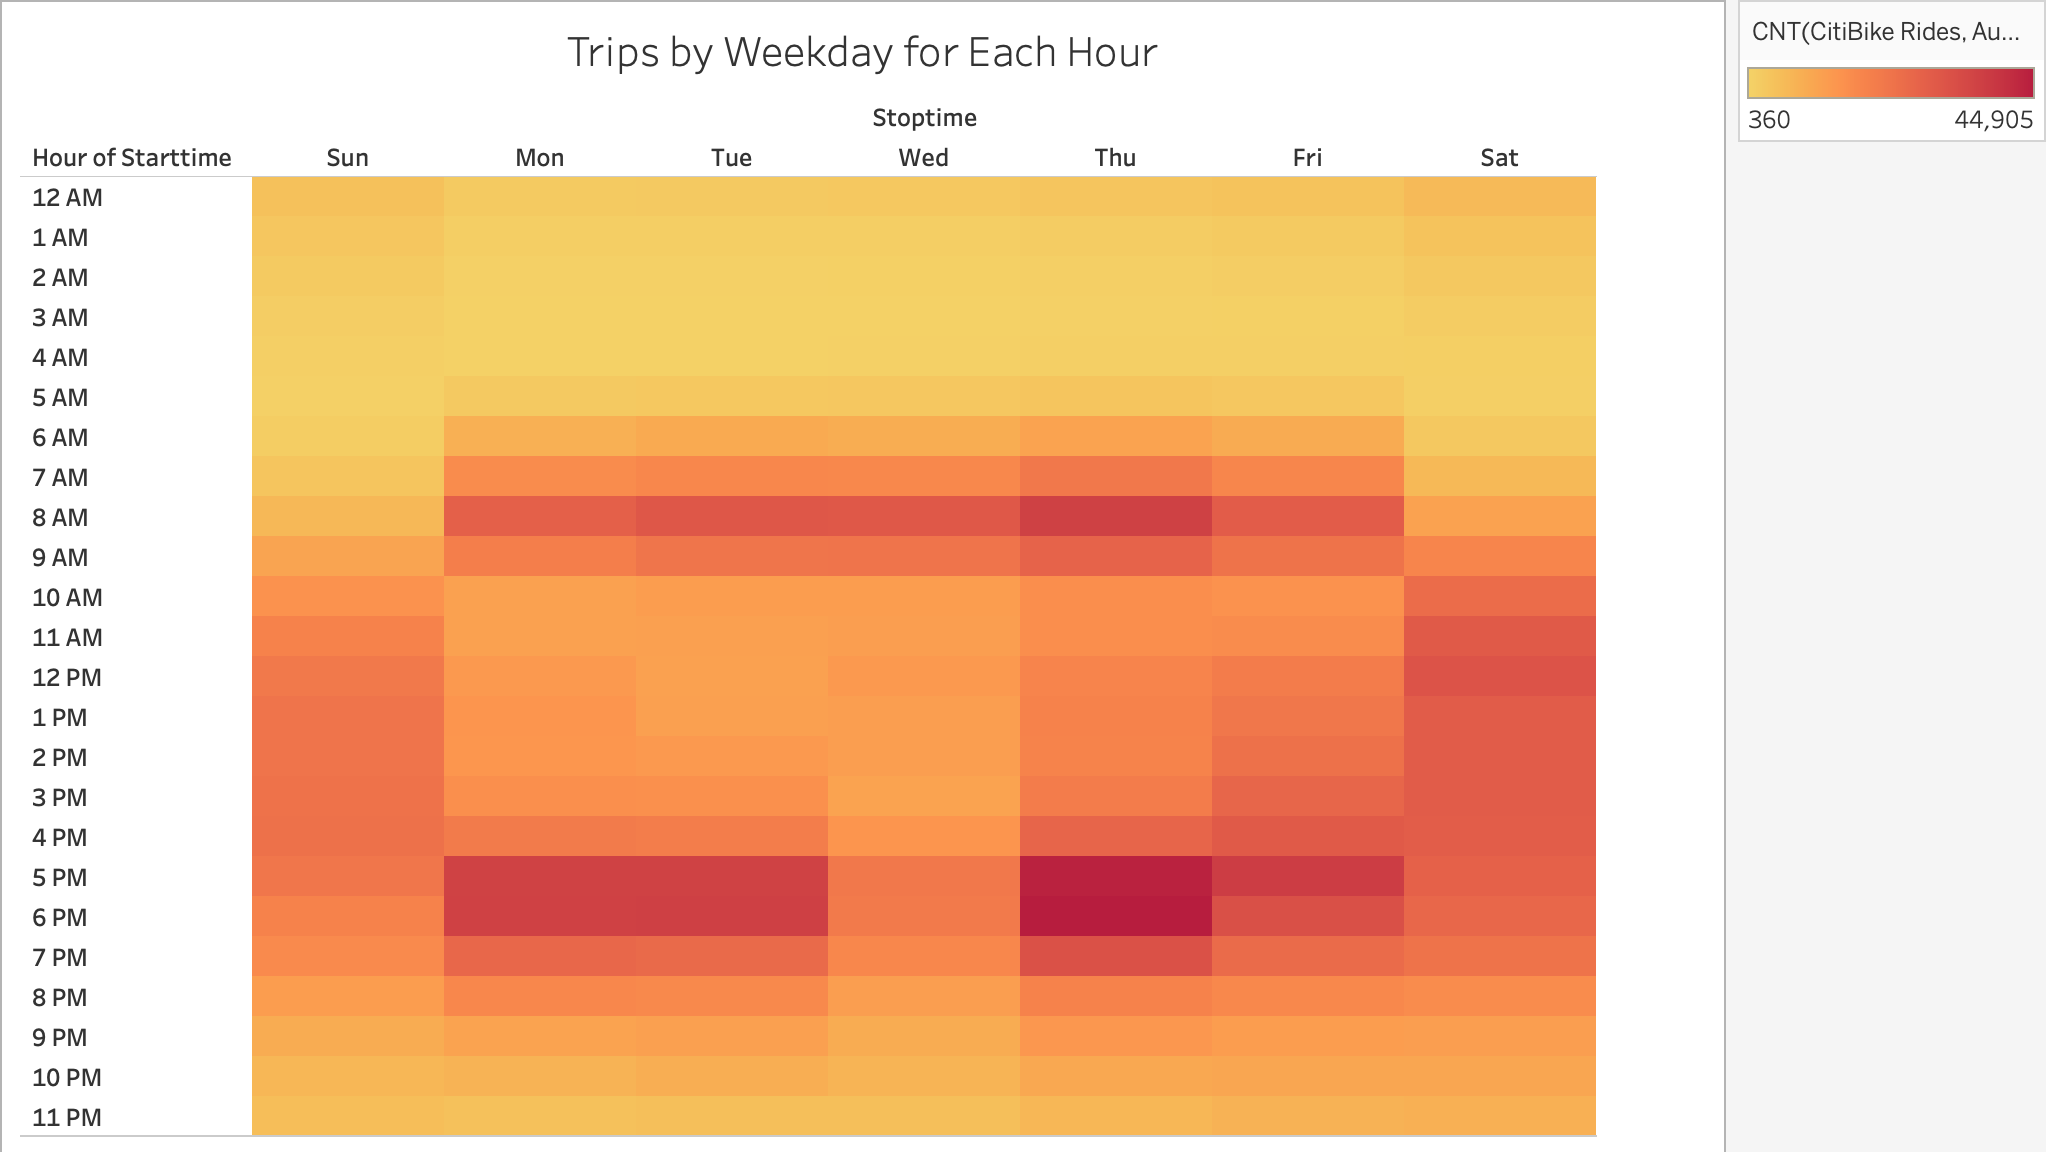 Trips by Weekday for Each Hour
CNT(CitiBike Rides, Au...
360 44,905
Stoptime
Hour of Starttime Sun Mon Tue Wed Thu Fri Sat
12 AM
1 AM
2 AM
3 AM
4 AM
5 AM
6 AM
7 AM
8 AM
9 AM
10 AM
11 AM
12 PM
1 PM
2 PM
3 PM
4 PM
5 PM
6 PM
7 PM
8 PM
9 PM
10 PM
11 PM